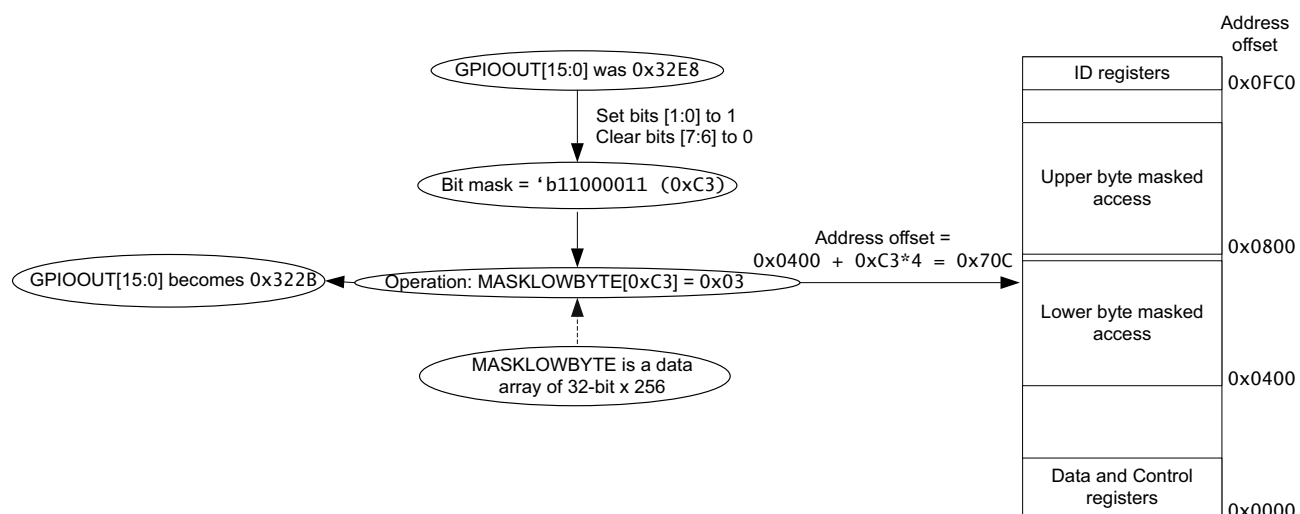 Address
offset
GPIOOUT[15:0] was 0x32E8
ID registers
0x0FC0
Set bits [1:0] to 1
Clear bits [7:6] to 0
Bit mask = ‘b11000011 (0xC3)
Upper byte masked
access
Address offset =
0x0400 + 0xC3*4 = 0x70C
0x0800
GPIOOUT[15:0] becomes 0x322B
Operation: MASKLOWBYTE[0xC3] = 0x03
Lower byte masked
access
MASKLOWBYTE is a data
array of 32-bit x 256
0x0400
Data and Control
registers
0x0000